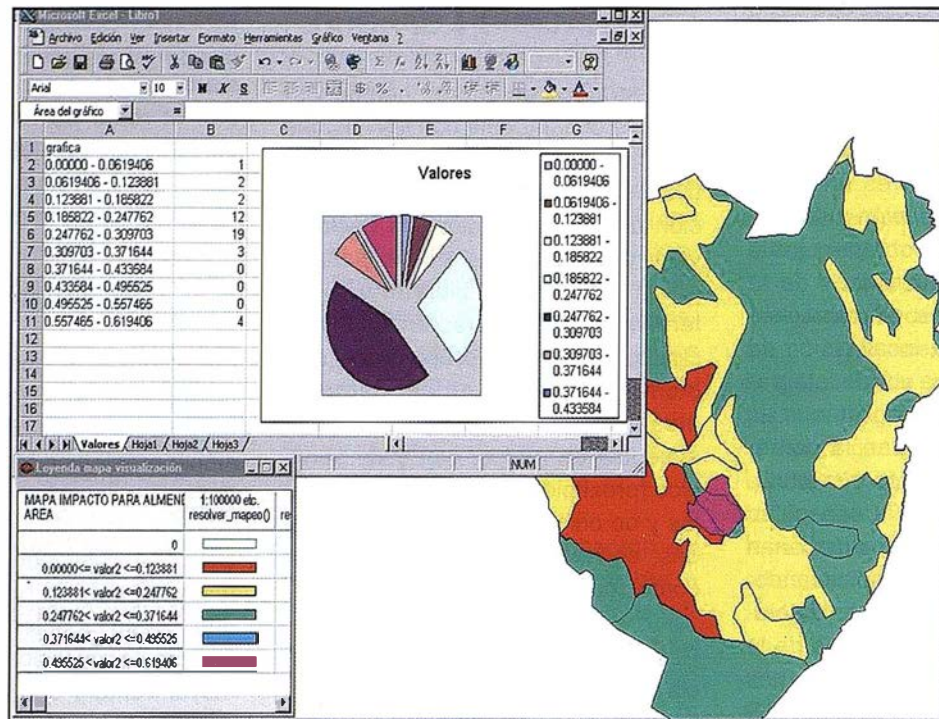 Microsoft Excel - Libro1
Archivo Edición Ver Insertar Formato Herramientas Gráfico Ventana ?
Arial 10 N K S $ %
Área del gráfico =
A B C D E F G
1 grafica
2 0.00000 - 0.0619406 1
3 0.0619406 - 0.123881 2
4 0.123881 - 0.185822 2
5 0.185822 - 0.247762 12
6 0.247762 - 0.309703 19
7 0.309703 - 0.371644 3
8 0.371644 - 0.433584 0
9 0.433584 - 0.495525 0
10 0.495525 - 0.557465 0
11 0.557465 - 0.619406 4
12
13
14
15
16
17
Valores
0.00000 -
0.0619406
0.0619406 -
0.123881
0.123881 -
0.185822
0.185822 -
0.247762
0.247762 -
0.309703
0.309703 -
0.371644
0.371644 -
0.433584
Valores Hoja1 Hoja2 Hoja3
NUM
Leyenda mapa visualización
MAPA IMPACTO PARA ALMEND 1:100000 etc.
AREA resolver_mapeo() re
0
0.00000<= valor2 <=0.123881
0.123881< valor2 <=0.247762
0.247762< valor2 <=0.371644
0.371644< valor2 <=0.495525
0.495525 < valor2 <=0.619406